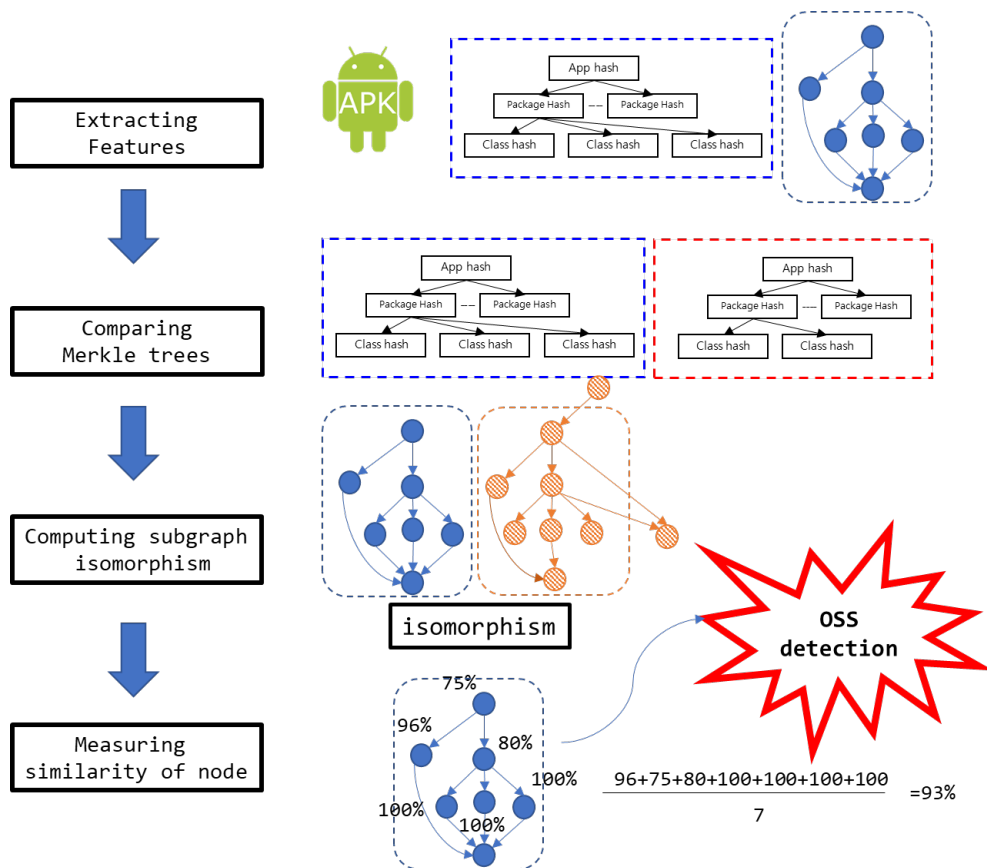 Extracting
Features
APK
App hash
Package Hash
Package Hash
Class hash
Class hash
Class hash
Comparing
Merkle trees
App hash
Package Hash
Package Hash
Class hash
Class hash
Class hash
App hash
Package Hash
Package Hash
Class hash
Class hash
Computing subgraph
isomorphism
isomorphism
OSS
detection
Measuring
similarity of node
75%
96%
80%
100%
100%
100%
96+75+80+100+100+100+100
7
=93%